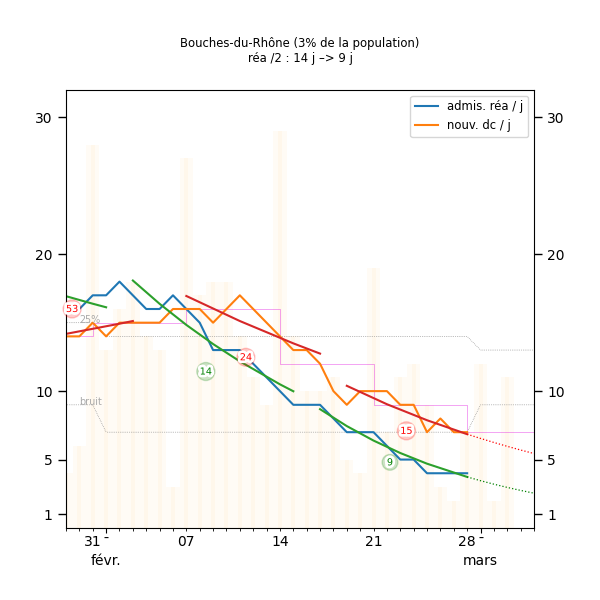 Bouches-du-Rhône (3% de la population)
réa /2 : 14 j –> 9 j
admis. réa / j
nouv. dc / j
30
30
20
20
53
25%
24
14
10
10
bruit
15
9
5
5
1
1
31 - 07 14 21 28 -
févr. mars